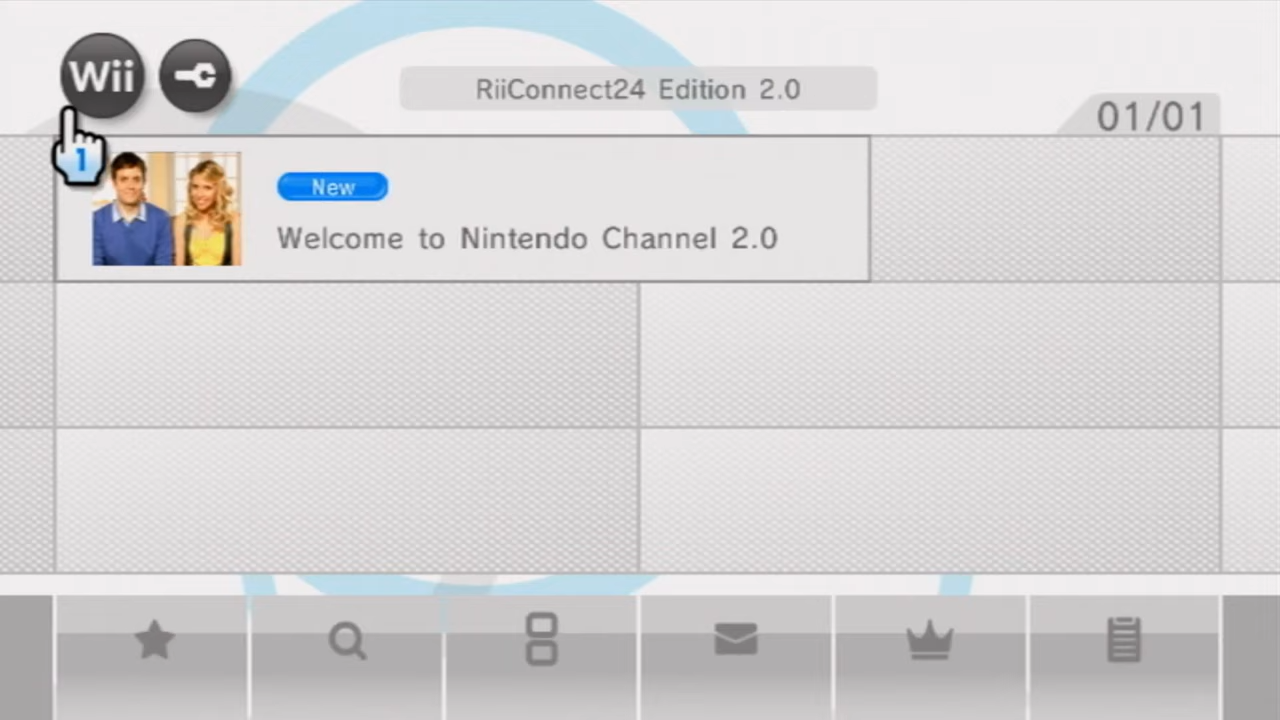 Wii
RiiConnect24 Edition 2.0
01/01
1
New
Welcome to Nintendo Channel 2.0